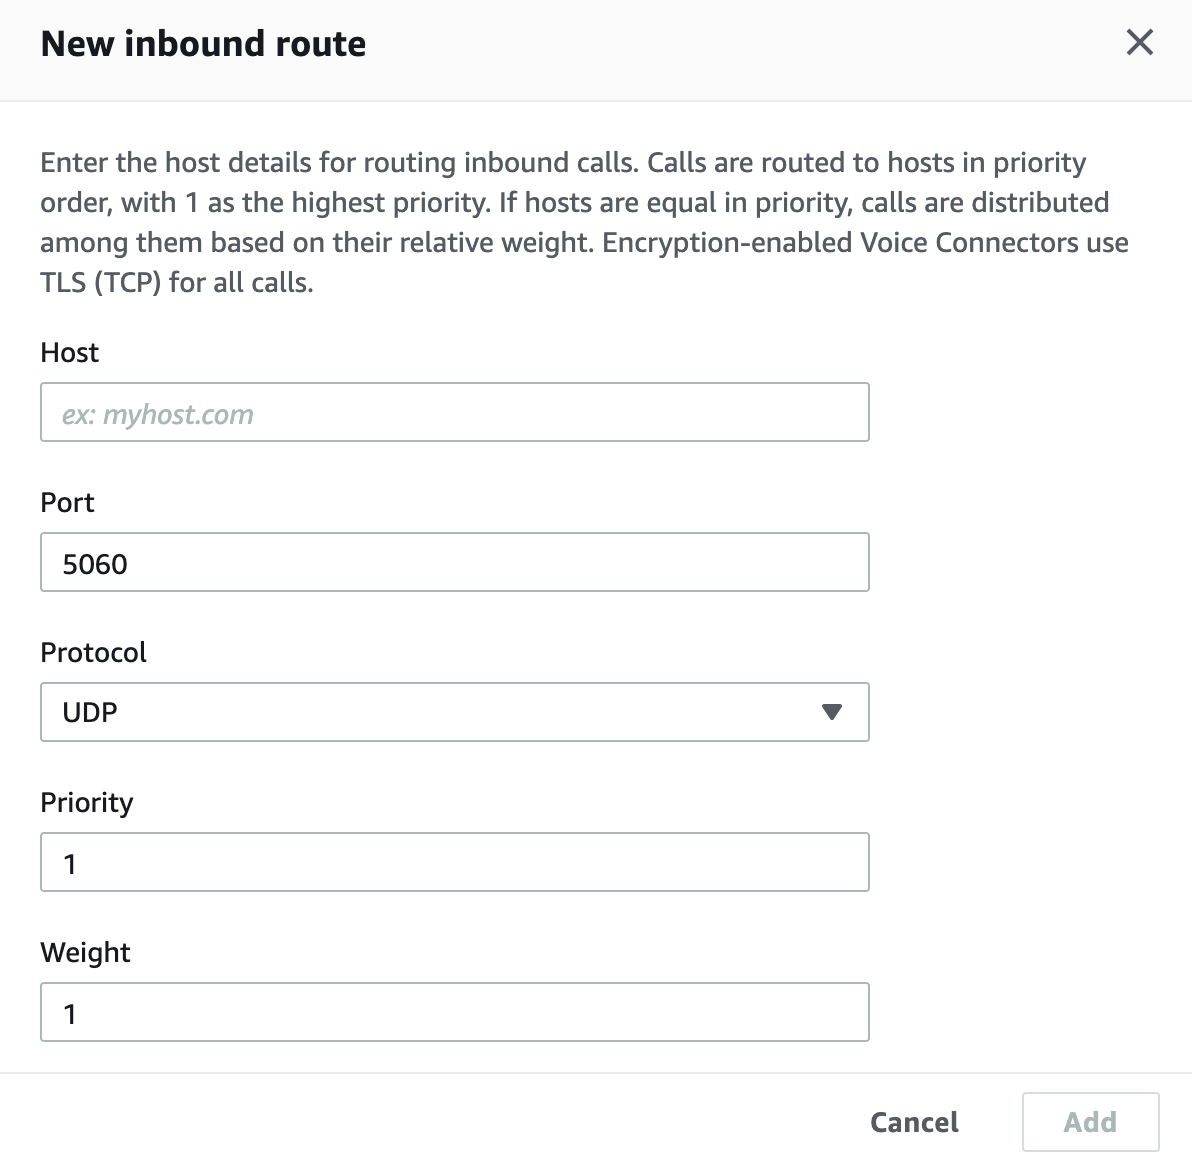 New inbound route
Enter the host details for routing inbound calls. Calls are routed to hosts in priority
order, with 1 as the highest priority. If hosts are equal in priority, calls are distributed
among them based on their relative weight. Encryption-enabled Voice Connectors use
TLS (TCP) for all calls.
Host
ex: myhost.com
Port
5060
Protocol
UDP
Priority
1
Weight
1
Cancel
Add